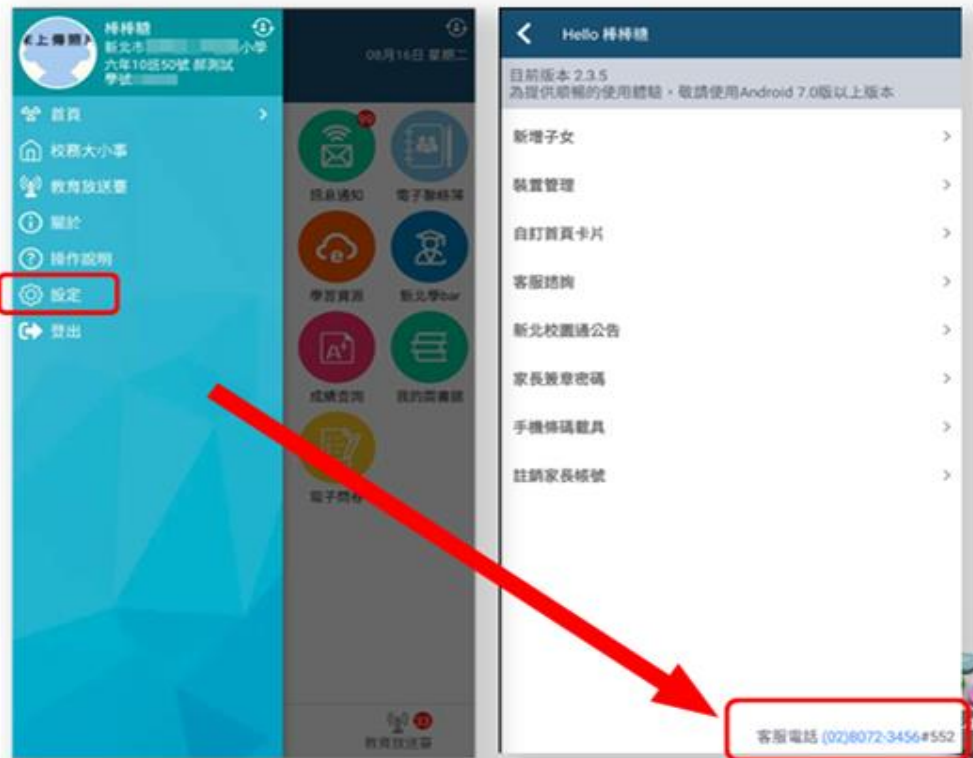 棒棒糖
新北市 小學
六年10班50號 郝測試
學號
首頁
校務大小事
教育放送臺
關於
操作說明
設定
登出
08月16日 星期二
訊息通知
電子聯絡簿
學習資源
新北學bar
成績查詢
我的圖書館
電子問卷
33
教育放送臺
Hello 棒棒糖
目前版本 2.3.5
為提供順暢的使用體驗,敬請使用Android 7.0版以上版本
新增子女
裝置管理
自訂首頁卡片
客服諮詢
新北校園通公告
家長簽章密碼
手機條碼載具
註銷家長帳號
客服電話 (02)8072-3456#552